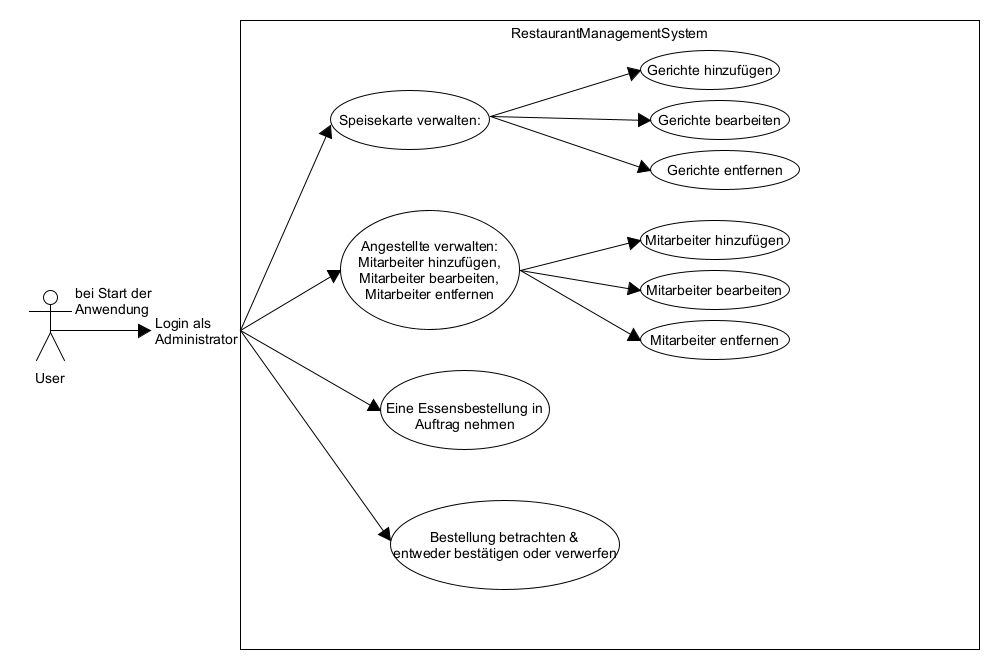 RestaurantManagementSystem
Gerichte hinzufügen
Speisekarte verwalten:
Gerichte bearbeiten
Gerichte entfernen
Angestellte verwalten:
Mitarbeiter hinzufügen,
Mitarbeiter bearbeiten,
Mitarbeiter entfernen
Mitarbeiter hinzufügen
Mitarbeiter bearbeiten
Mitarbeiter entfernen
bei Start der
Anwendung
Login als
Administrator
User
Eine Essensbestellung in
Auftrag nehmen
Bestellung betrachten &
entweder bestätigen oder verwerfen